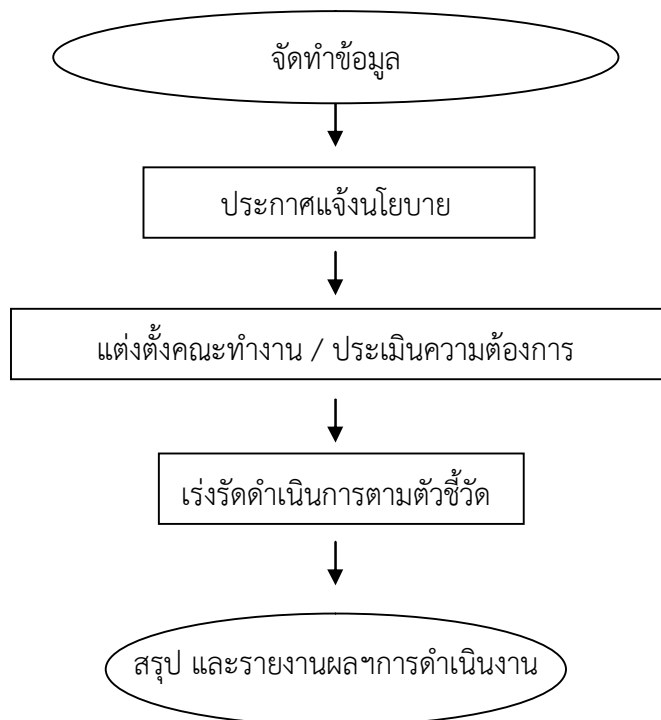 จัดทำข้อมูล
ประกาศแจ้งนโยบาย
แต่งตั้งคณะทำงาน / ประเมินความต้องการ
เร่งรัดดำเนินการตามตัวชี้วัด
สรุป และรายงานผลฯการดำเนินงาน